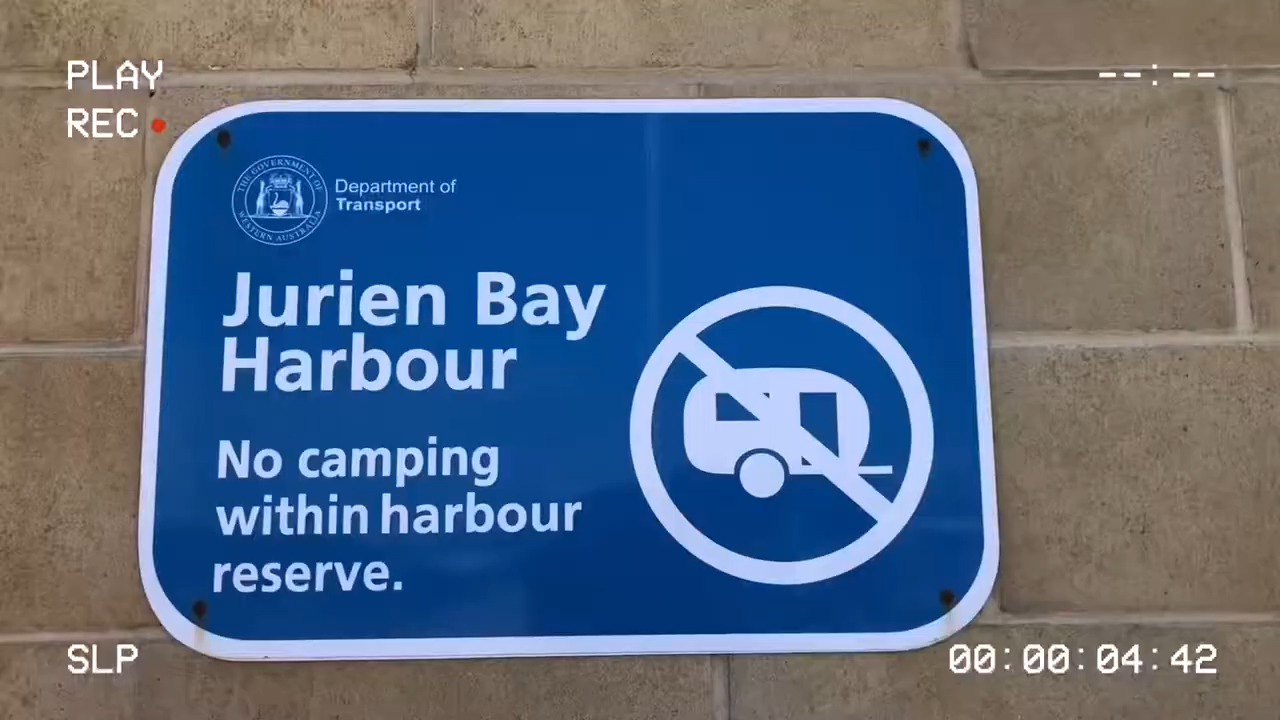 PLAY
--:--
REC
THE GOVERNMENT OF
WESTERN AUSTRALIA
Department of
Transport
Jurien Bay
Harbour
No camping
within harbour
reserve.
SLP
00:00:04:42